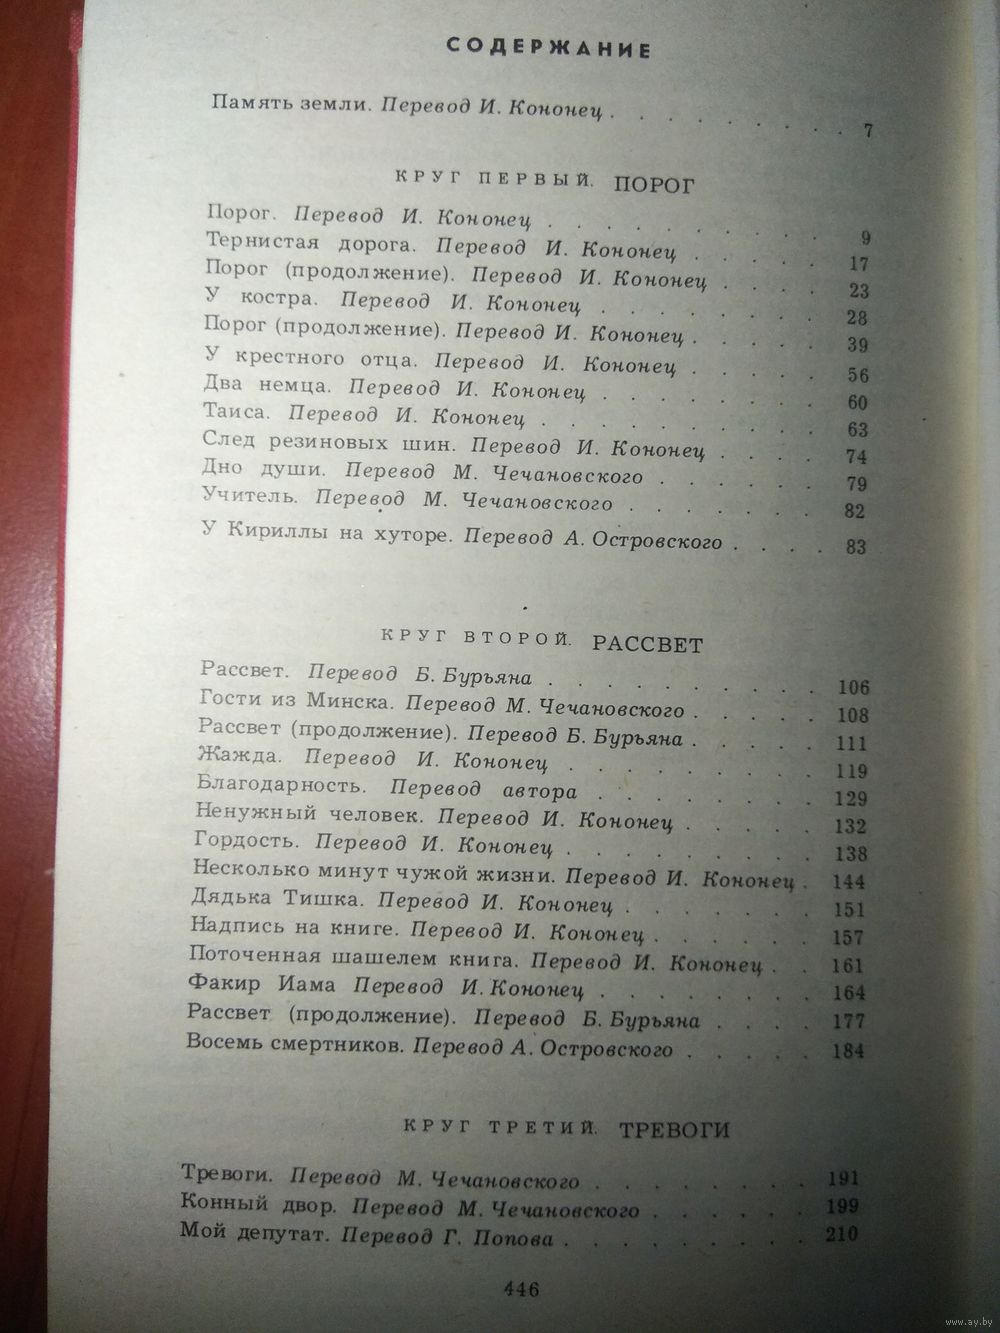 СОДЕРЖАНИЕ
Память земли. Перевод И. Кононец . . . . . . . . . 7
КРУГ ПЕРВЫЙ. ПОРОГ
Порог. Перевод И. Кононец . . . . . . . . . . 9
Тернистая дорога. Перевод И. Кононец . . . . . 17
Порог (продолжение). Перевод И. Кононец . . . . 23
У костра. Перевод И. Кононец . . . . . . . . 28
Порог (продолжение). Перевод И. Кононец . . . . . 39
У крестного отца. Перевод И. Кононец . . . . . 56
Два немца. Перевод И. Кононец . . . . . . . . 60
Таиса. Перевод И. Кононец . . . . . . . . . . 63
След резиновых шин. Перевод И. Кононец . . . . 74
Дно души. Перевод М. Чечановского . . . . . . 79
Учитель. Перевод М. Чечановского . . . . . . . 82
У Кириллы на хуторе. Перевод А. Островского . . . . 83
КРУГ ВТОРОЙ. РАССВЕТ
Рассвет. Перевод Б. Бурьяна . . . . . . . . . . 106
Гости из Минска. Перевод М. Чечановского . . . . . 108
Рассвет (продолжение). Перевод Б. Бурьяна . . . . . 111
Жажда. Перевод И. Кононец . . . . . . . . . 119
Благодарность. Перевод автора . . . . . . . . 129
Ненужный человек. Перевод И. Кононец . . . . . 132
Гордость. Перевод И. Кононец . . . . . . . . . 138
Несколько минут чужой жизни. Перевод И. Кононец . 144
Дядька Тишка. Перевод И. Кононец . . . . . . . 151
Надпись на книге. Перевод И. Кононец . . . . . . 157
Поточенная шашелем книга. Перевод И. Кононец . . 161
Факир Иама Перевод И. Кононец . . . . . . . . 164
Рассвет (продолжение). Перевод Б. Бурьяна . . . . 177
Восемь смертников. Перевод А. Островского . . . . . 184
КРУГ ТРЕТИЙ. ТРЕВОГИ
Тревоги. Перевод М. Чечановского . . . . . . . . 191
Конный двор. Перевод М. Чечановского . . . . . . 199
Мой депутат. Перевод Г. Попова . . . . . . . . . 210
446
www.ay.by